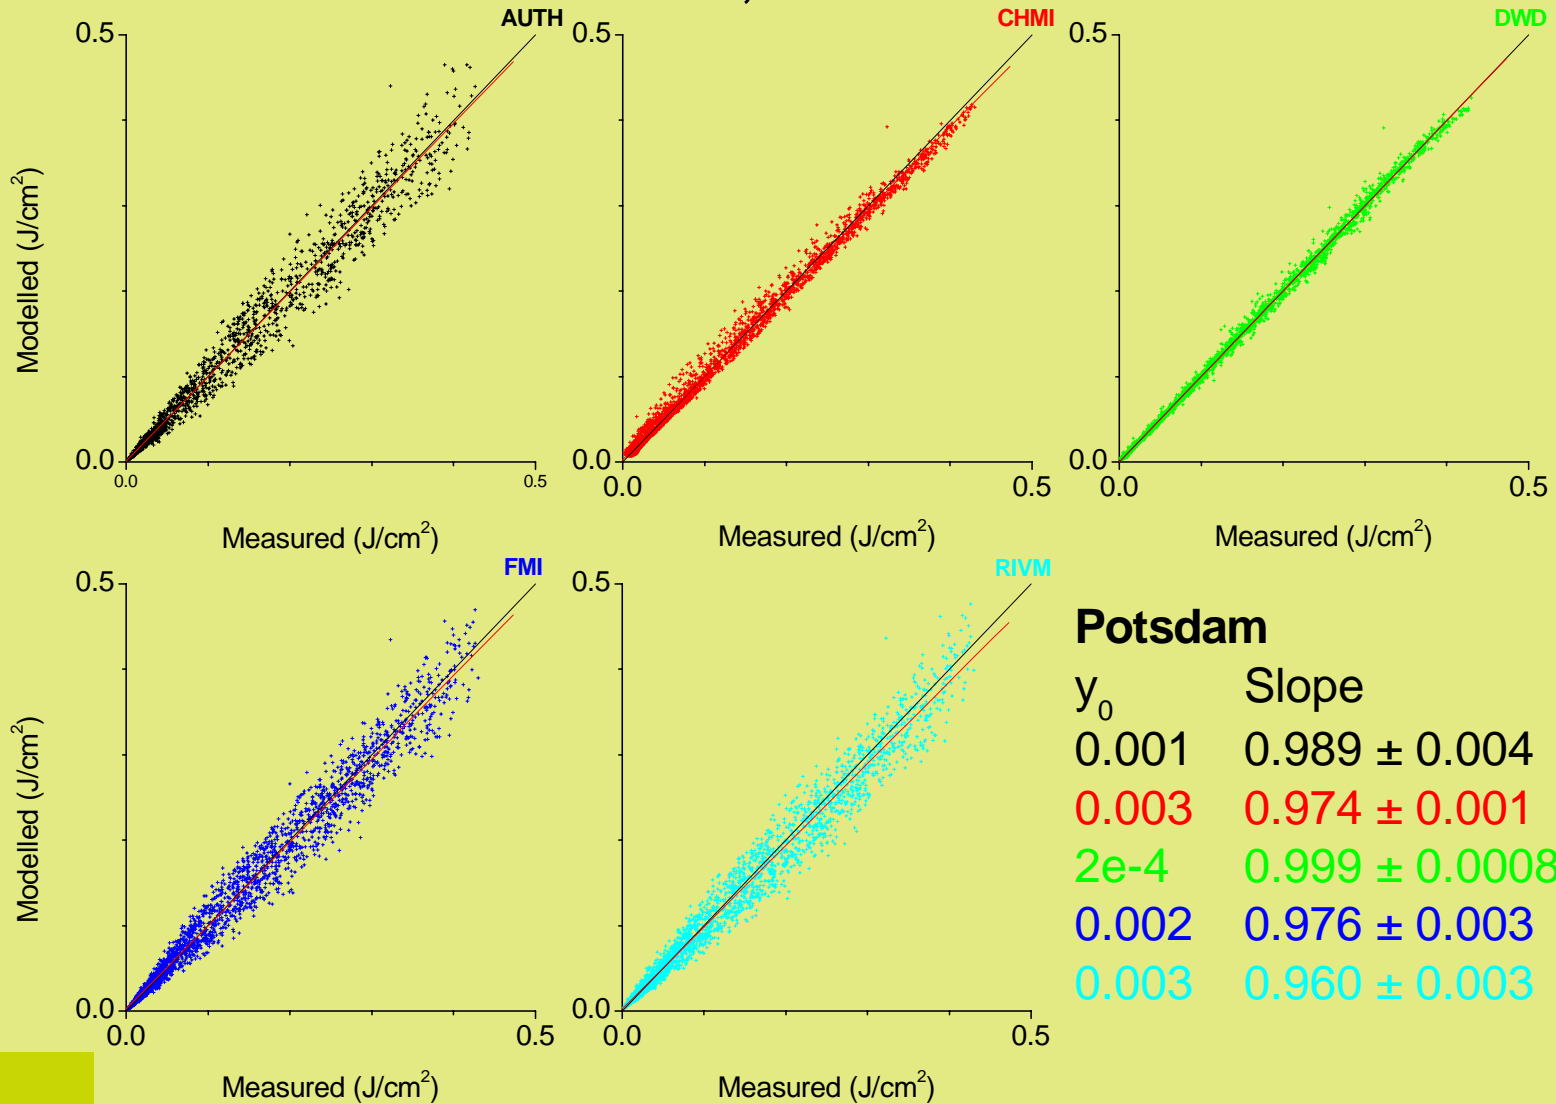 AUTH
0.5
Modelled (J/cm²)
0.0
0.0
0.5
Measured (J/cm²)
CHMI
0.5
0.0
0.0
0.5
Measured (J/cm²)
DWD
0.5
0.0
0.0
0.5
Measured (J/cm²)
FMI
0.5
Modelled (J/cm²)
0.0
0.0
0.5
Measured (J/cm²)
RIVM
0.5
0.0
0.0
0.5
Measured (J/cm²)
Potsdam
y₀ Slope
0.001 0.989 ± 0.004
0.003 0.974 ± 0.001
2e-4 0.999 ± 0.0008
0.002 0.976 ± 0.003
0.003 0.960 ± 0.003